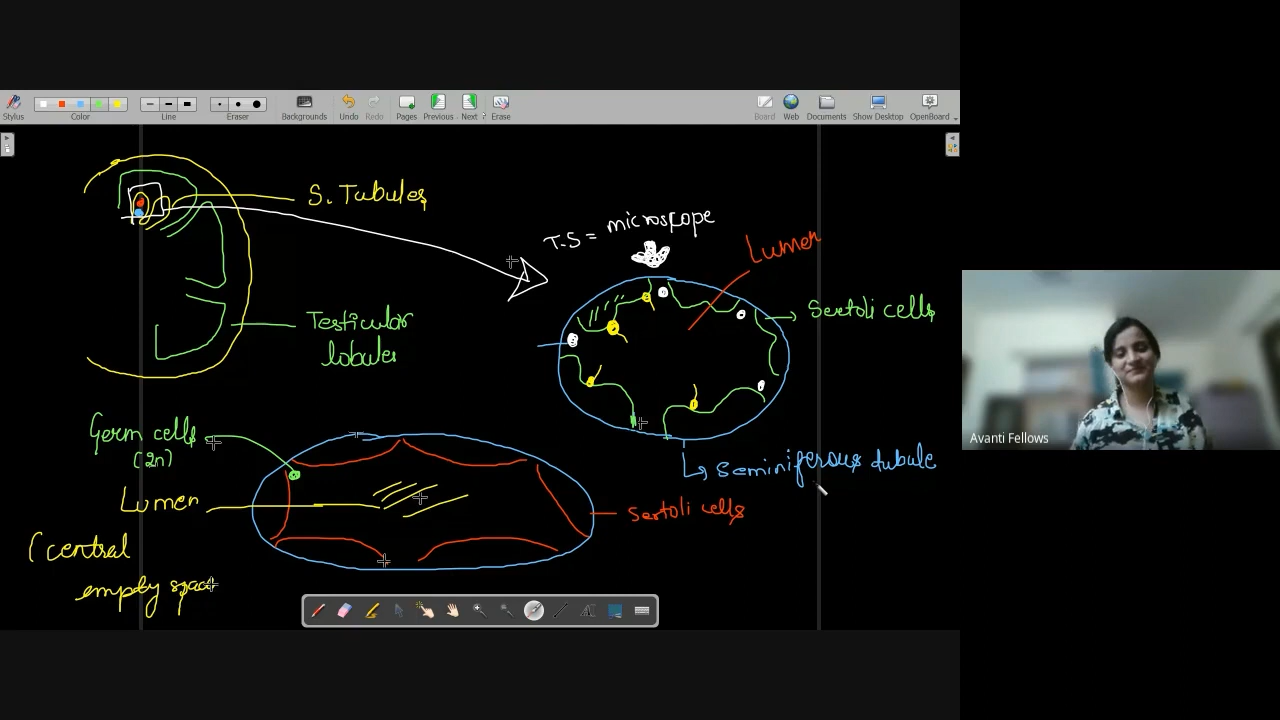 Stylus
Color
Line
Eraser
Backgrounds
Undo
Redo
Pages
Previous
Next
Erase
Board
Web
Documents
Show Desktop
OpenBoard
S. Tubules
T.S = microscope
Lumen
Sertoli cells
Testicular
lobules
Germ cells
(2n)
Lumen
(central
empty space
Seminiferous tubule
Sertoli cells
Avanti Fellows